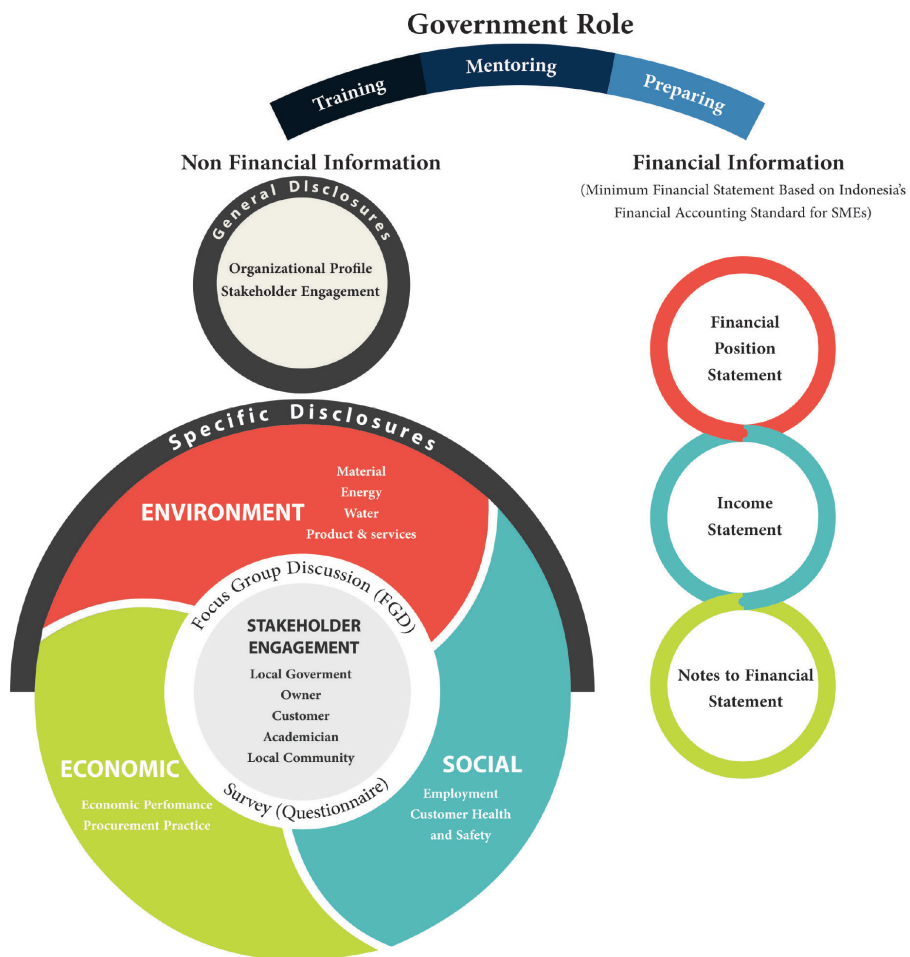 Government Role
Training
Mentoring
Preparing
Non Financial Information
General Disclosures
Organizational Profile
Stakeholder Engagement
Specific Disclosures
ENVIRONMENT
Material
Energy
Water
Product & services
Focus Group Discussion (FGD)
STAKEHOLDER
ENGAGEMENT
Local Goverment
Owner
Customer
Academician
Local Community
Survey (Questionnaire)
ECONOMIC
Economic Perfomance
Procurement Practice
SOCIAL
Employment
Customer Health
and Safety
Financial Information
(Minimum Financial Statement Based on Indonesia's
Financial Accounting Standard for SMEs)
Financial
Position
Statement
Income
Statement
Notes to Financial
Statement